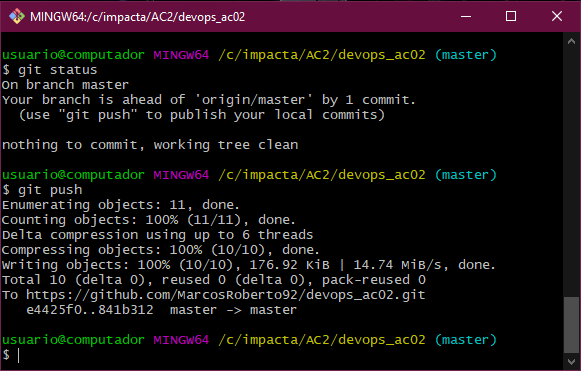 MINGW64:/c/impacta/AC2/devops_ac02
usuario@computador MINGW64 /c/impacta/AC2/devops_ac02 (master)
$ git status
On branch master
Your branch is ahead of 'origin/master' by 1 commit.
  (use "git push" to publish your local commits)
nothing to commit, working tree clean
usuario@computador MINGW64 /c/impacta/AC2/devops_ac02 (master)
$ git push
Enumerating objects: 11, done.
Counting objects: 100% (11/11), done.
Delta compression using up to 6 threads
Compressing objects: 100% (10/10), done.
Writing objects: 100% (10/10), 176.92 KiB | 14.74 MiB/s, done.
Total 10 (delta 0), reused 0 (delta 0), pack-reused 0
To https://github.com/MarcosRoberto92/devops_ac02.git
   e4425f0..841b312  master -> master
usuario@computador MINGW64 /c/impacta/AC2/devops_ac02 (master)
$